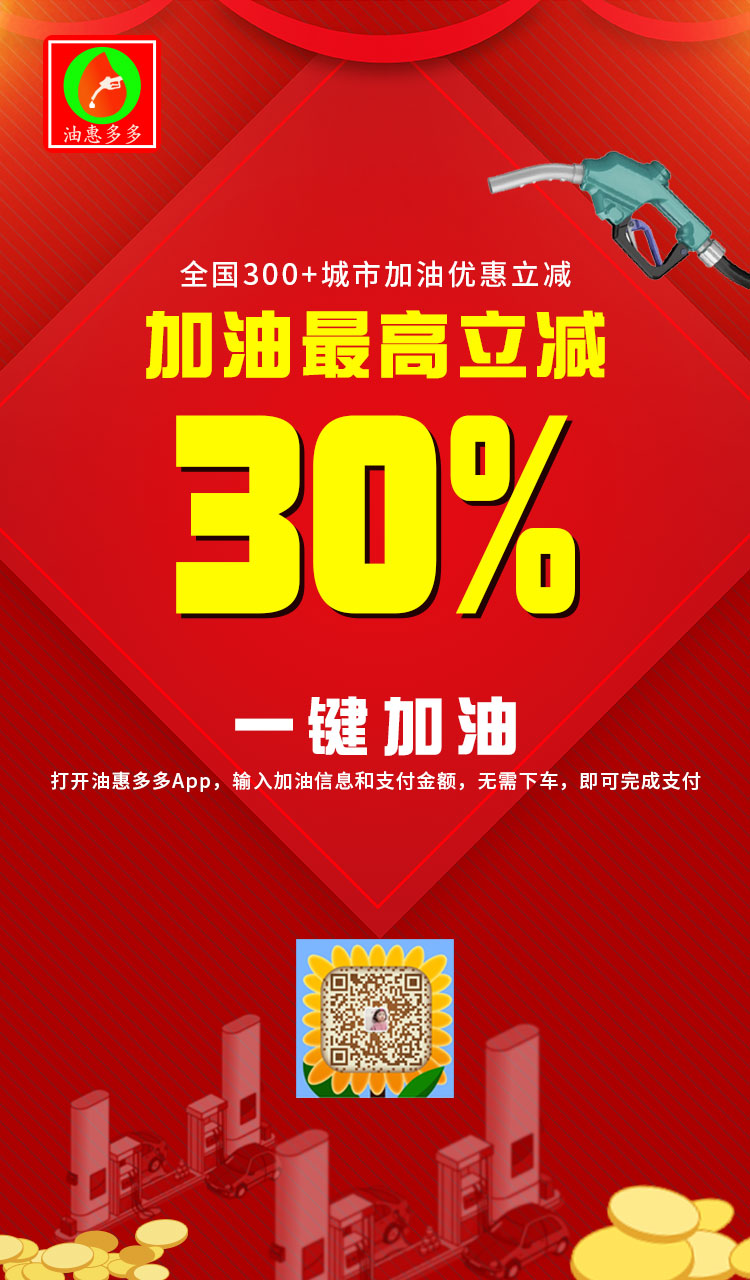 油惠多多
全国300+城市加油优惠立减
加油最高立减
30%
一键加油
打开油惠多多App，输入加油信息和支付金额，无需下车，即可完成支付